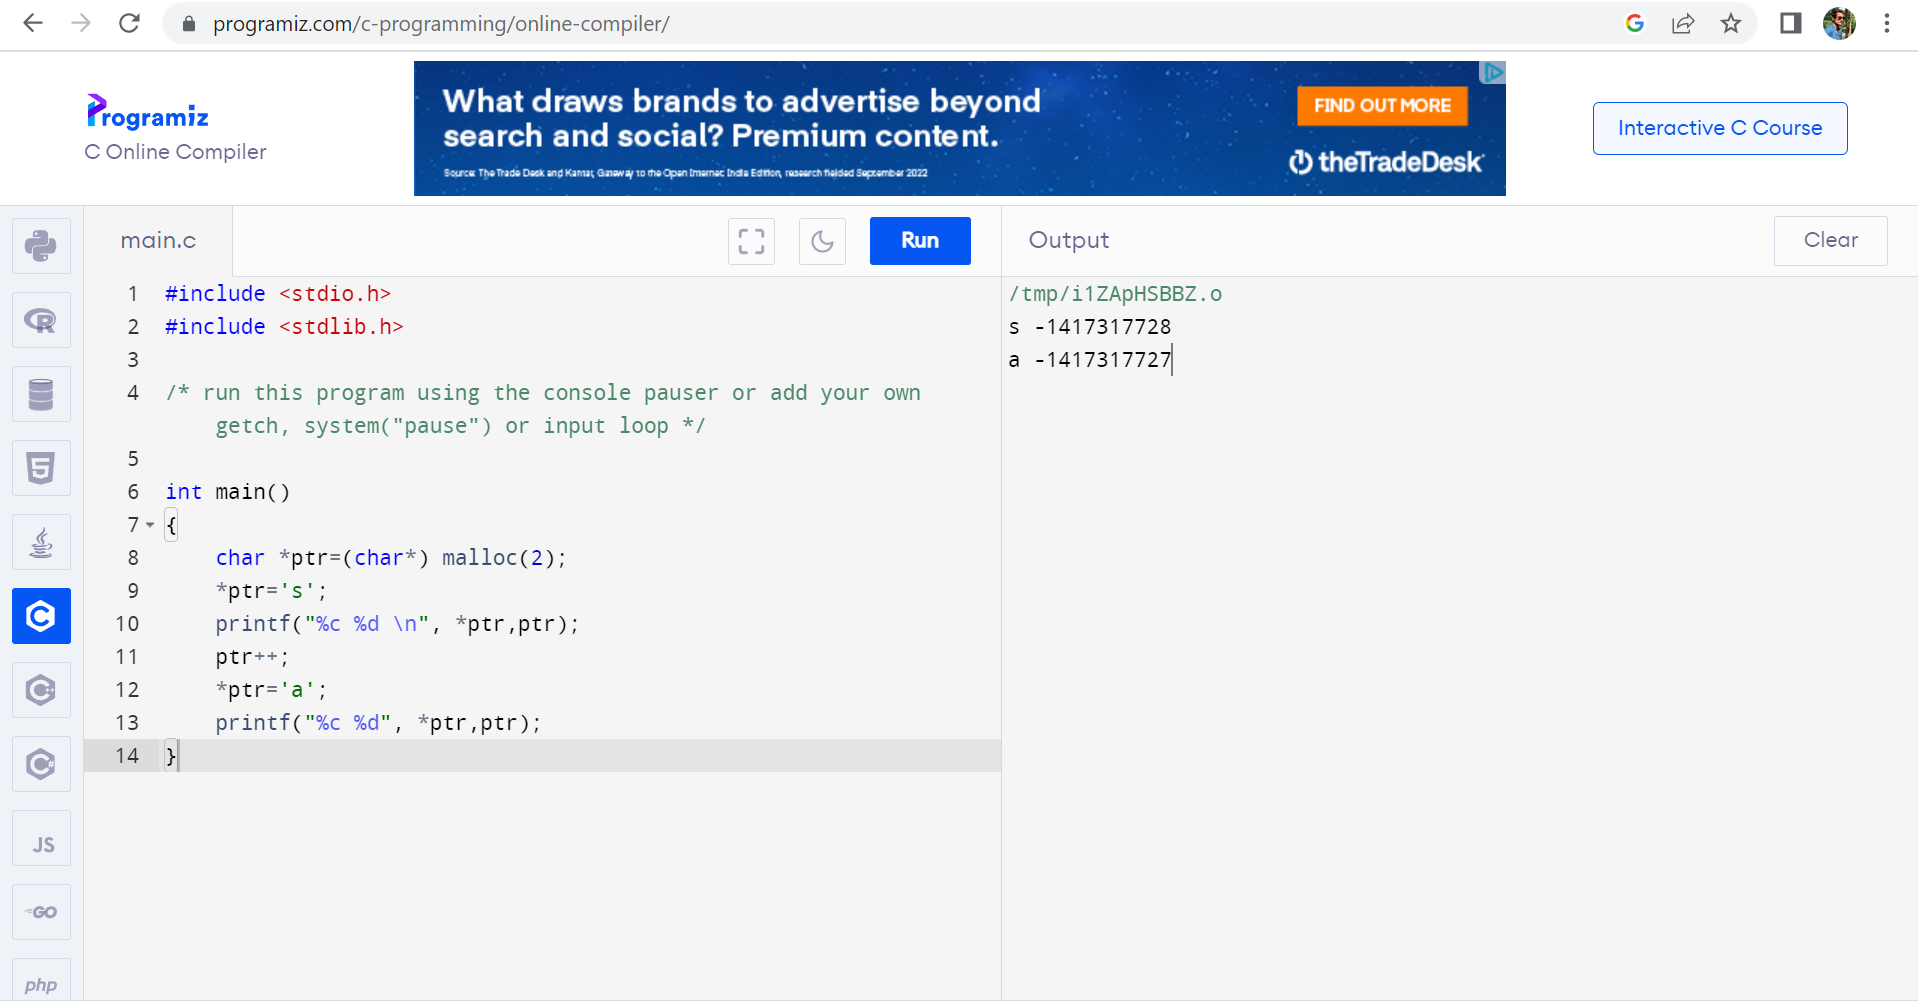 programiz.com/c-programming/online-compiler/
Programiz
C Online Compiler
What draws brands to advertise beyond
search and social? Premium content.
Source: The Trade Desk and Kantar, Gateway to the Open Internet: India Edition, research fielded September 2022
FIND OUT MORE
theTradeDesk
Interactive C Course
main.c
Run
Output
Clear
1 #include <stdio.h>
2 #include <stdlib.h>
3
4 /* run this program using the console pauser or add your own
getch, system("pause") or input loop */
5
6 int main()
7 {
8 char *ptr=(char*) malloc(2);
9 *ptr='s';
10 printf("%c %d \n", *ptr,ptr);
11 ptr++;
12 *ptr='a';
13 printf("%c %d", *ptr,ptr);
14 }
/tmp/i1ZApHSBBZ.o
s -1417317728
a -1417317727
R
5
C
C++
C#
JS
GO
php